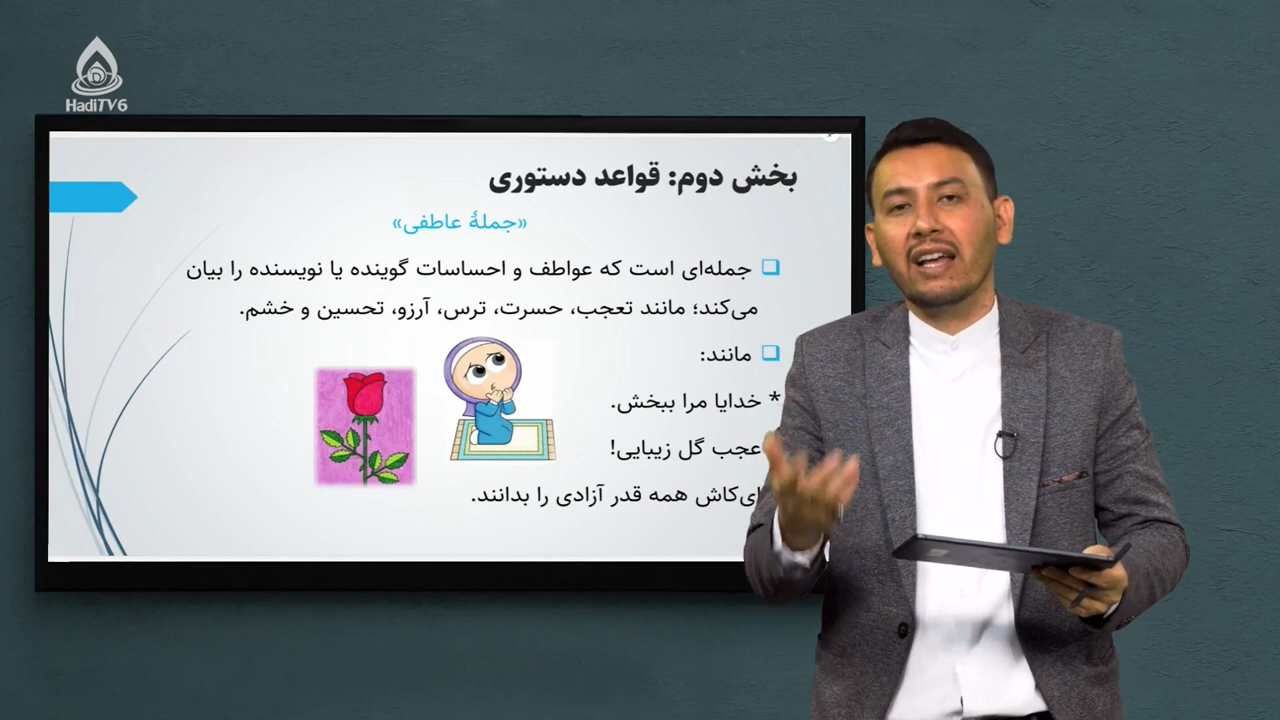 HadiTV6
بخش دوم: قواعد دستوری
«جملهٔ عاطفی»
جمله‌ای است که عواطف و احساسات گوینده یا نویسنده را بیان
می‌کند؛ مانند تعجب، حسرت، ترس، آرزو، تحسین و خشم.
مانند:
* خدایا مرا ببخش.
عجب گل زیبایی!
ای‌کاش همه قدر آزادی را بدانند.